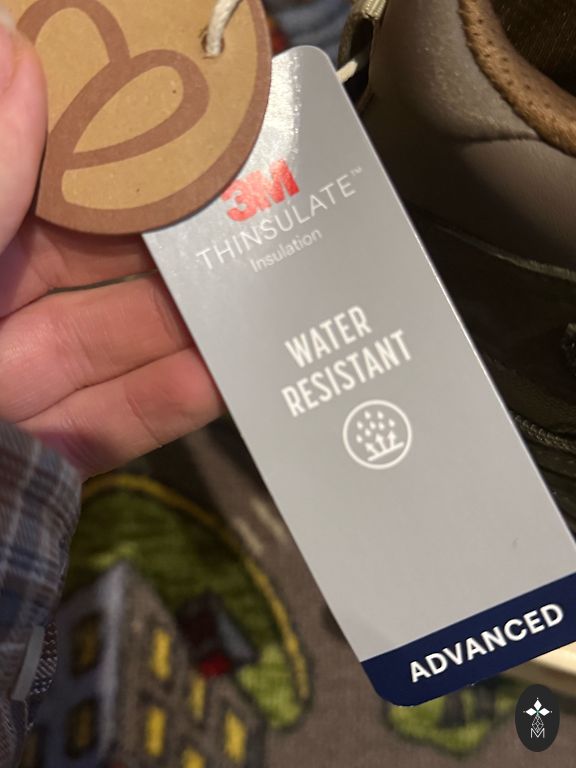 3M
THINSULATE™
Insulation
WATER
RESISTANT
ADVANCED
M